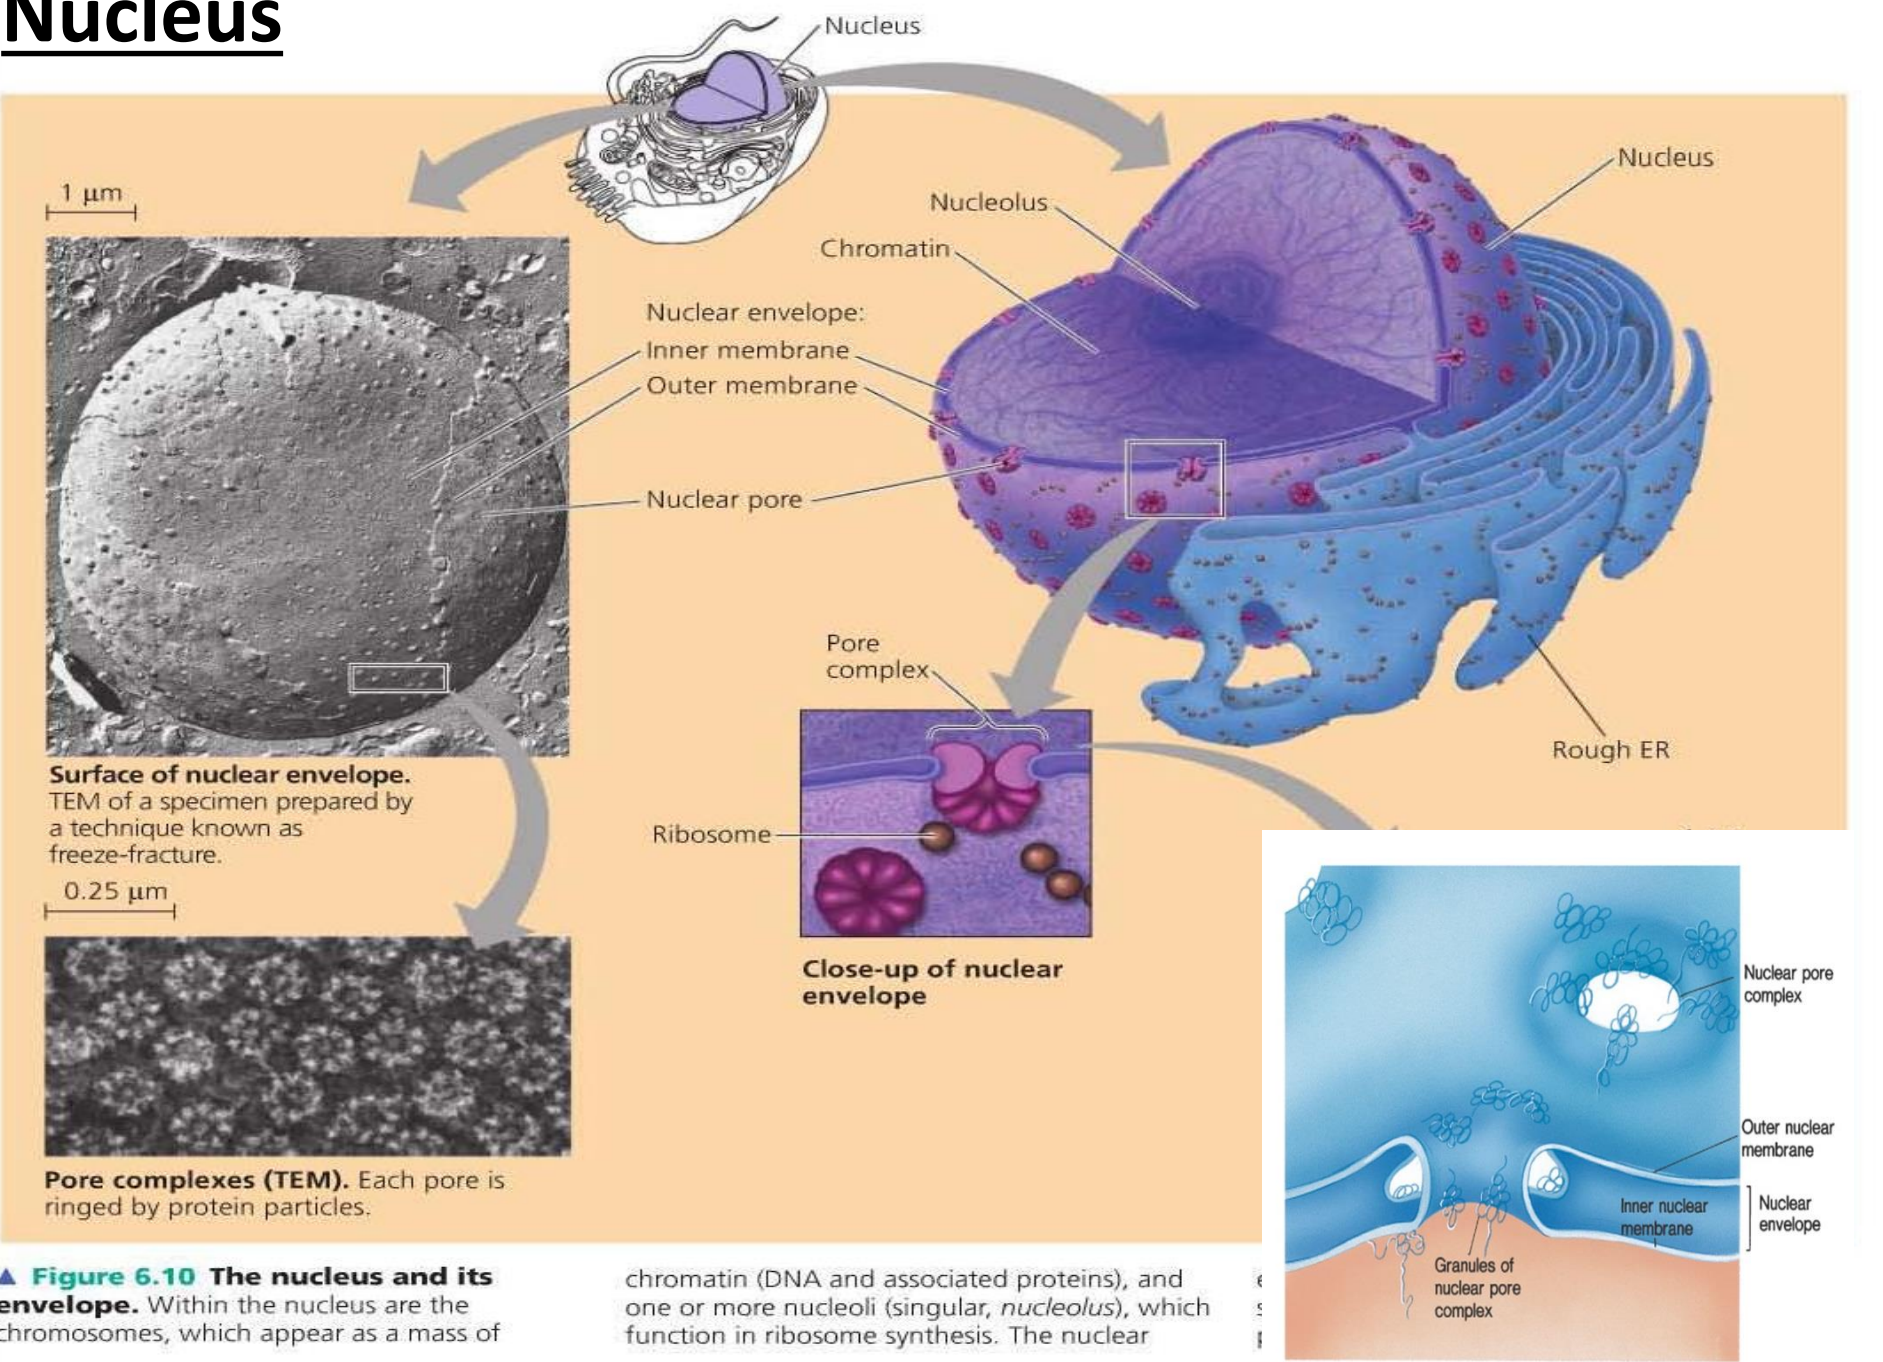 Nucleus
Nucleus
1 μm
Nucleus
Nucleolus
Chromatin
Nuclear envelope:
Inner membrane
Outer membrane
Nuclear pore
Pore
complex
Rough ER
Surface of nuclear envelope.
TEM of a specimen prepared by
a technique known as
freeze-fracture.
Ribosome
0.25 μm
Close-up of nuclear
envelope
Pore complexes (TEM). Each pore is
ringed by protein particles.
Nuclear pore
complex
Outer nuclear
membrane
Inner nuclear
membrane
Nuclear
envelope
Granules of
nuclear pore
complex
▲ Figure 6.10 The nucleus and its
envelope. Within the nucleus are the
chromosomes, which appear as a mass of
chromatin (DNA and associated proteins), and
one or more nucleoli (singular, nucleolus), which
function in ribosome synthesis. The nuclear